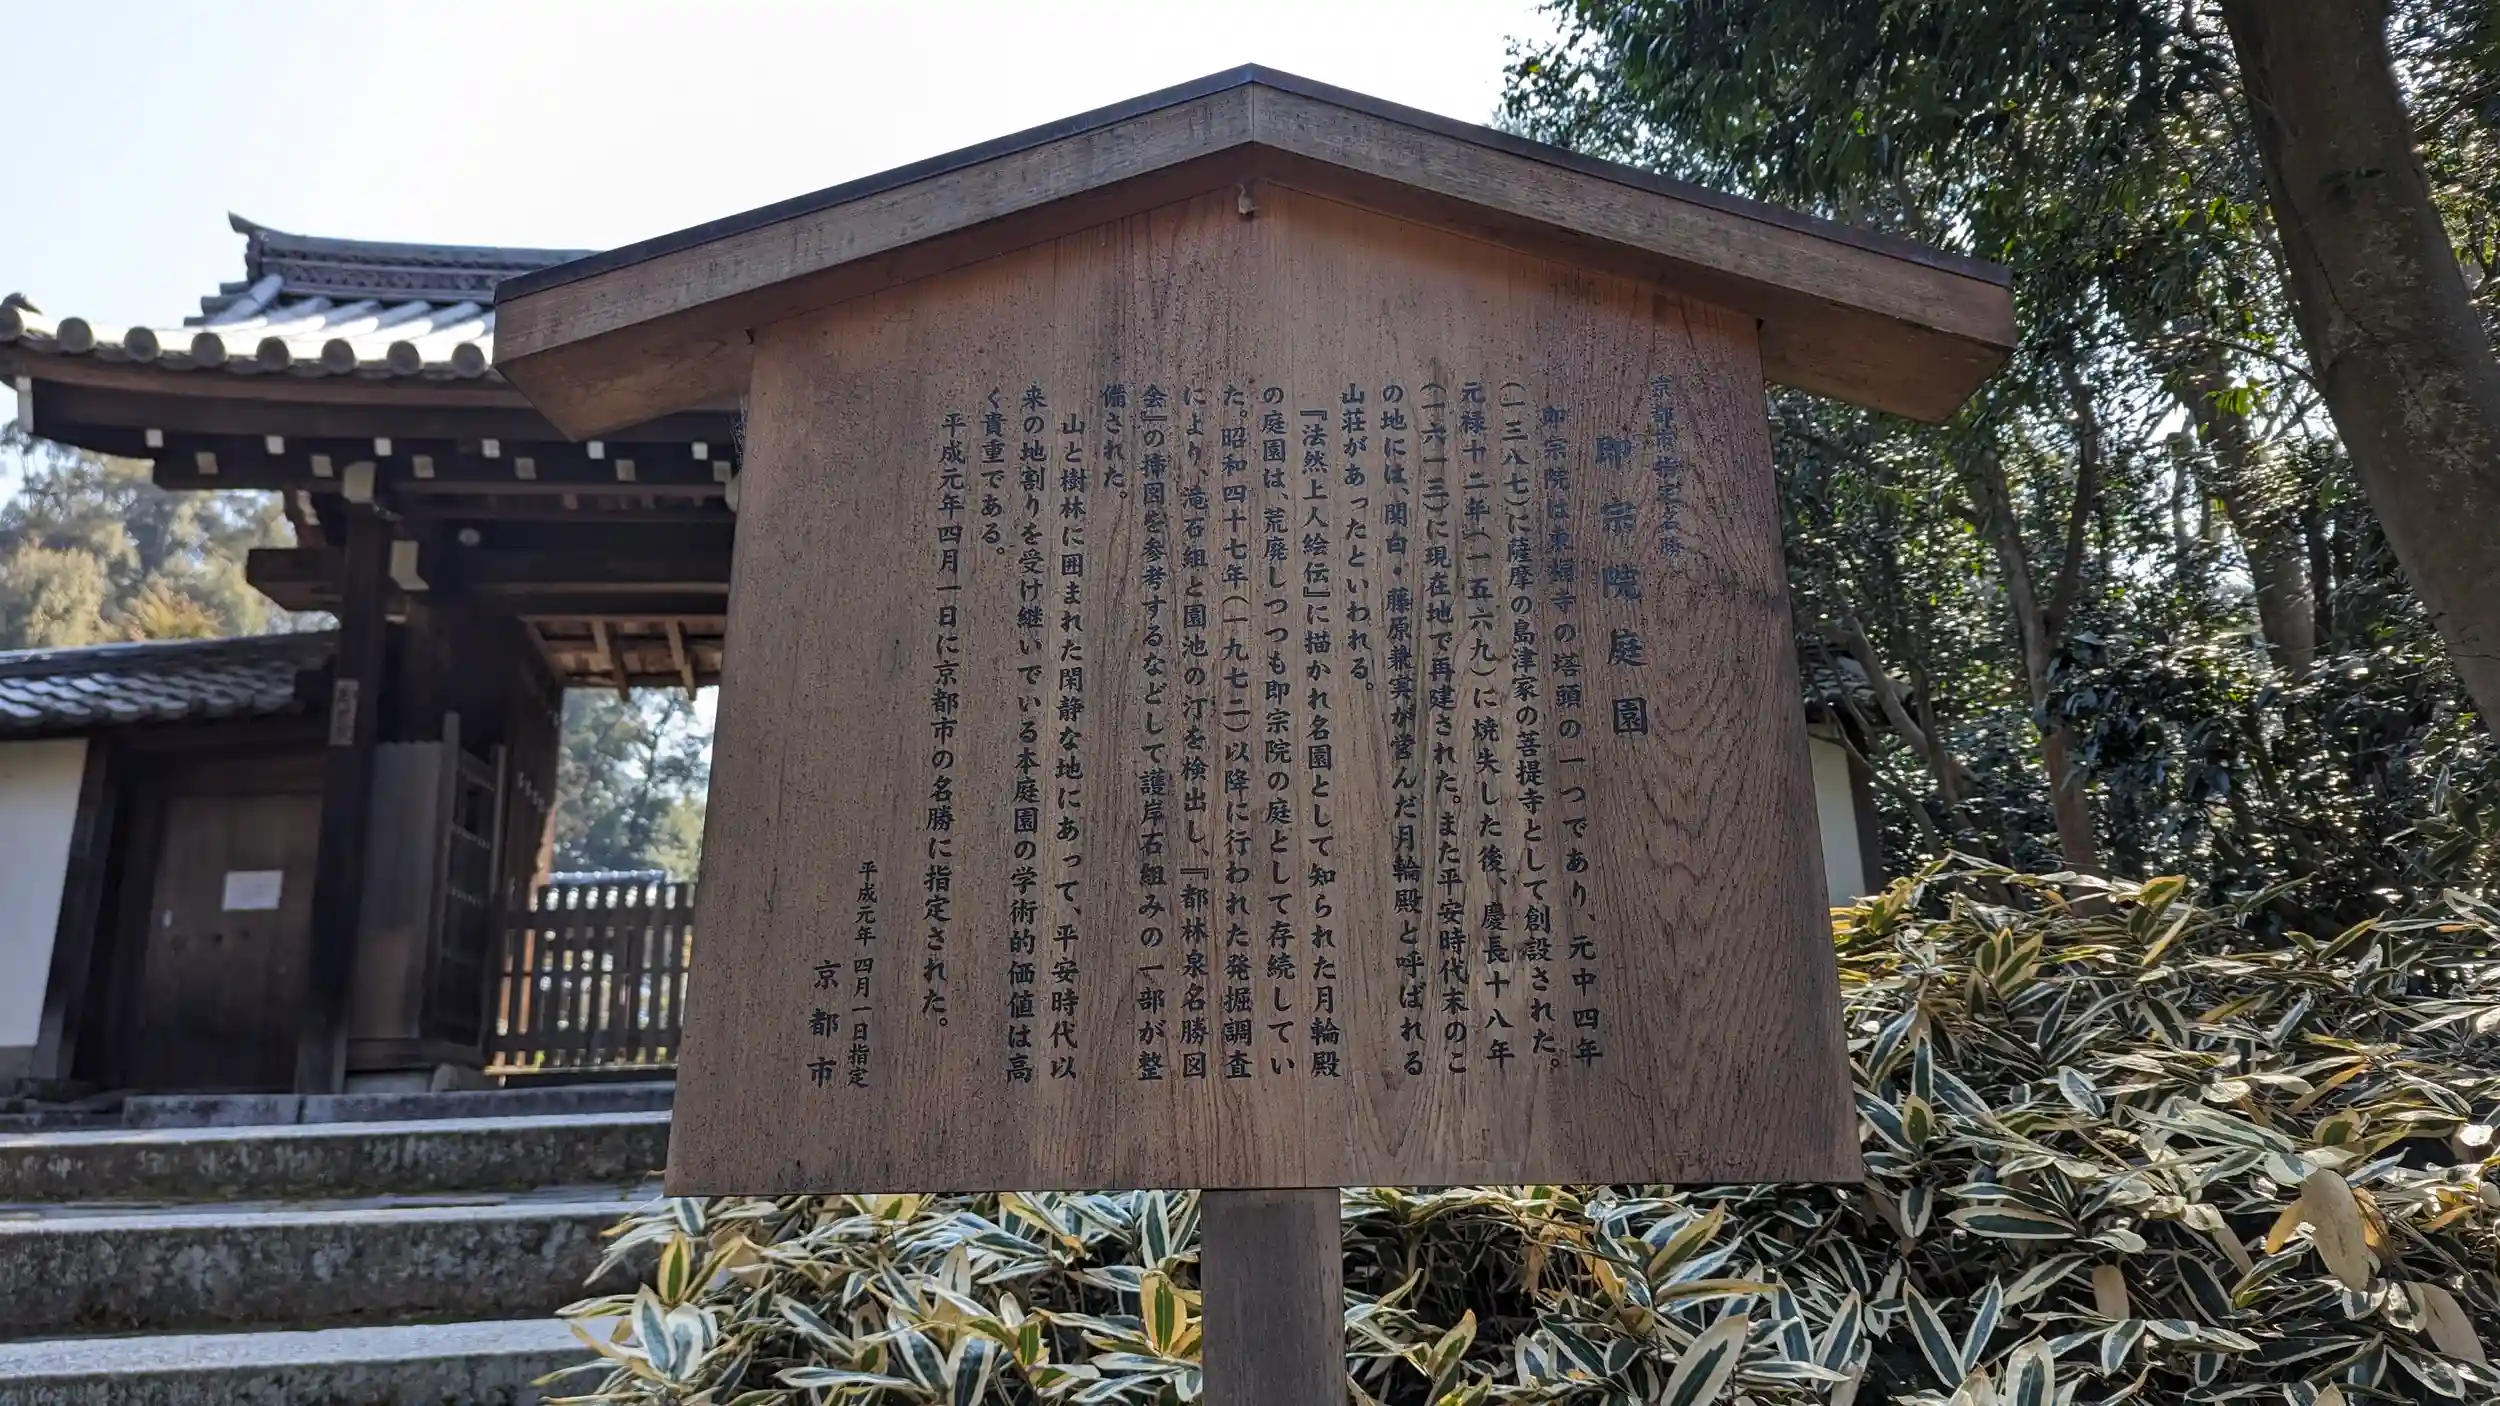 京都市指定名勝
即宗院庭園
即宗院は東福寺の塔頭の一つであり、元中四年
(一三八七)に薩摩の島津家の菩提寺として創設された。
元禄十二年(一五六九)に焼失した後、慶長十八年
(一六一三)に現在地で再建された。また平安時代末のこ
の地には、関白・藤原兼実が営んだ月輪殿と呼ばれる
山荘があったといわれる。
『法然上人絵伝』に描かれ名園として知られた月輪殿
の庭園は、荒廃しつつも即宗院の庭として存続してい
た。昭和四十七年(一九七二)以降に行われた発掘調査
により、滝石組と園池の汀を検出し、『都林泉名勝図
会』の挿図を参考するなどして護岸石組みの一部が整
備された。
山と樹林に囲まれた閑静な地にあって、平安時代以
来の地割りを受け継いでいる本庭園の学術的価値は高
く貴重である。
平成元年四月一日に京都市の名勝に指定された。
平成元年四月一日指定
京都市